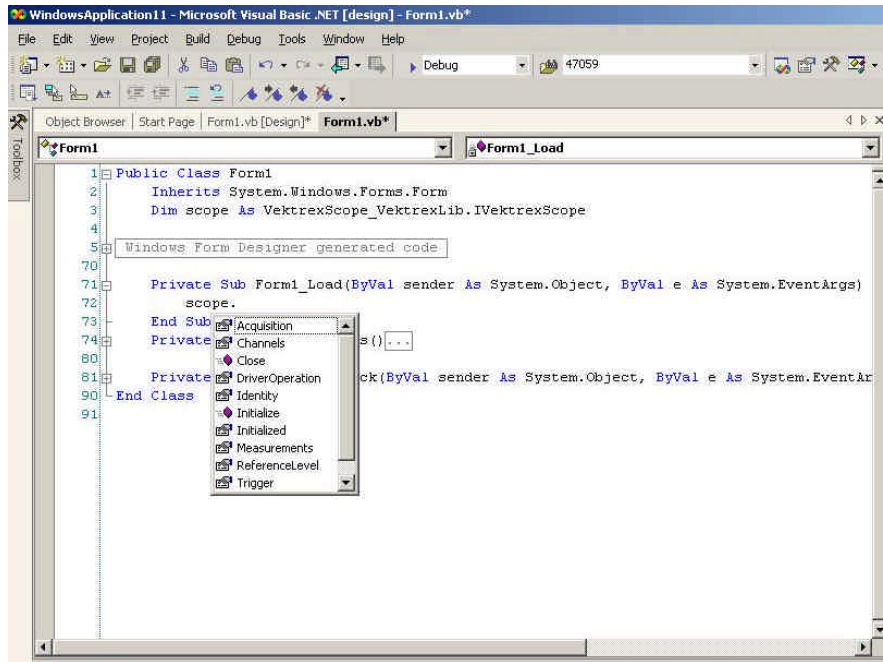 WindowsApplication11 - Microsoft Visual Basic .NET [design] - Form1.vb*
File Edit View Project Build Debug Tools Window Help
Debug 47059
Toolbox
Object Browser Start Page Form1.vb [Design]* Form1.vb*
Form1 Form1_Load
1 Public Class Form1
2 Inherits System.Windows.Forms.Form
3 Dim scope As VektrexScope_VektrexLib.IVektrexScope
4
5 Windows Form Designer generated code
70
71 Private Sub Form1_Load(ByVal sender As System.Object, ByVal e As System.EventArgs)
72 scope.
73 End Sub
74 Private s()...
80
81 Private ck(ByVal sender As System.Object, ByVal e As System.EventAr
90 End Class
91
Acquisition
Channels
Close
DriverOperation
Identity
Initialize
Initialized
Measurements
ReferenceLevel
Trigger